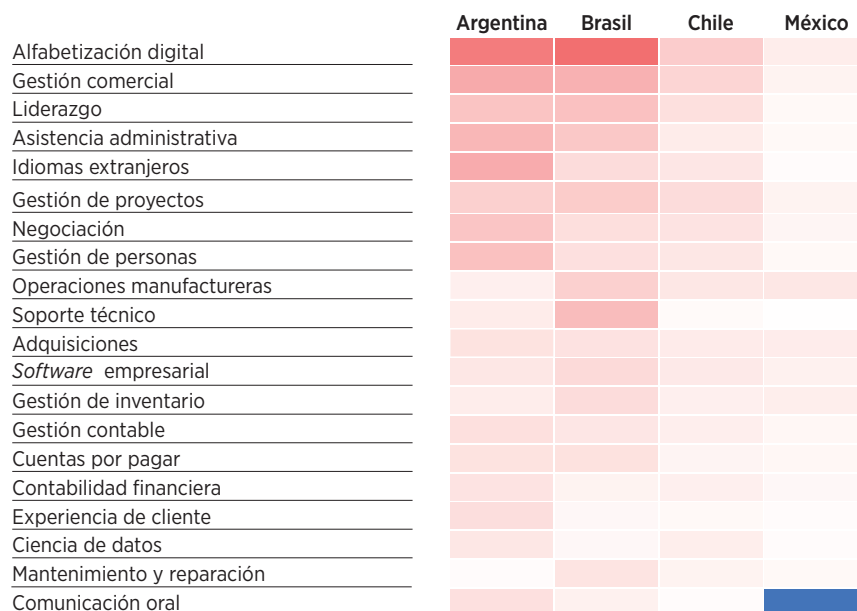 Argentina Brasil Chile México
Alfabetización digital
Gestión comercial
Liderazgo
Asistencia administrativa
Idiomas extranjeros
Gestión de proyectos
Negociación
Gestión de personas
Operaciones manufactureras
Soporte técnico
Adquisiciones
Software empresarial
Gestión de inventario
Gestión contable
Cuentas por pagar
Contabilidad financiera
Experiencia de cliente
Ciencia de datos
Mantenimiento y reparación
Comunicación oral